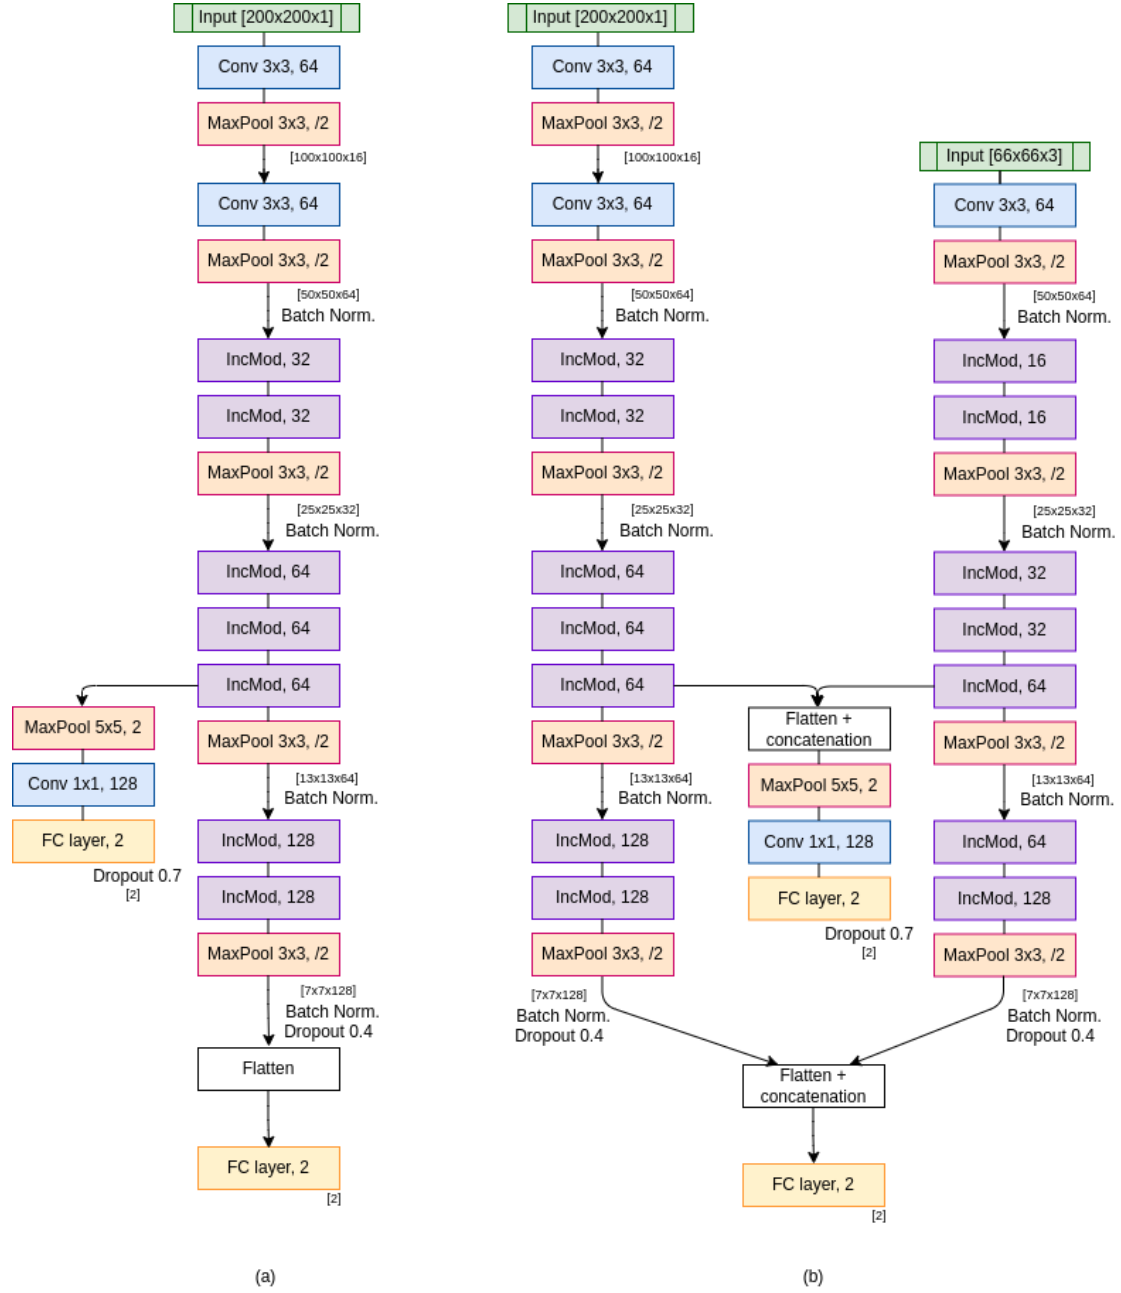 Input [200x200x1]
Conv 3x3, 64
MaxPool 3x3, /2
[100x100x16]
Conv 3x3, 64
MaxPool 3x3, /2
[50x50x64]
Batch Norm.
IncMod, 32
IncMod, 32
MaxPool 3x3, /2
[25x25x32]
Batch Norm.
IncMod, 64
IncMod, 64
IncMod, 64
MaxPool 5x5, 2
Conv 1x1, 128
FC layer, 2
Dropout 0.7
[2]
MaxPool 3x3, /2
[13x13x64]
Batch Norm.
IncMod, 128
IncMod, 128
MaxPool 3x3, /2
[7x7x128]
Batch Norm.
Dropout 0.4
Flatten
FC layer, 2
[2]
(a)
Input [200x200x1]
Conv 3x3, 64
MaxPool 3x3, /2
[100x100x16]
Conv 3x3, 64
MaxPool 3x3, /2
[50x50x64]
Batch Norm.
IncMod, 32
IncMod, 32
MaxPool 3x3, /2
[25x25x32]
Batch Norm.
IncMod, 64
IncMod, 64
IncMod, 64
MaxPool 3x3, /2
[13x13x64]
Batch Norm.
IncMod, 128
IncMod, 128
MaxPool 3x3, /2
[7x7x128]
Batch Norm.
Dropout 0.4
Flatten +
concatenation
MaxPool 5x5, 2
Conv 1x1, 128
FC layer, 2
Dropout 0.7
[2]
Input [66x66x3]
Conv 3x3, 64
MaxPool 3x3, /2
[50x50x64]
Batch Norm.
IncMod, 16
IncMod, 16
MaxPool 3x3, /2
[25x25x32]
Batch Norm.
IncMod, 32
IncMod, 32
IncMod, 64
MaxPool 3x3, /2
[13x13x64]
Batch Norm.
IncMod, 64
IncMod, 128
MaxPool 3x3, /2
[7x7x128]
Batch Norm.
Dropout 0.4
Flatten +
concatenation
FC layer, 2
[2]
(b)